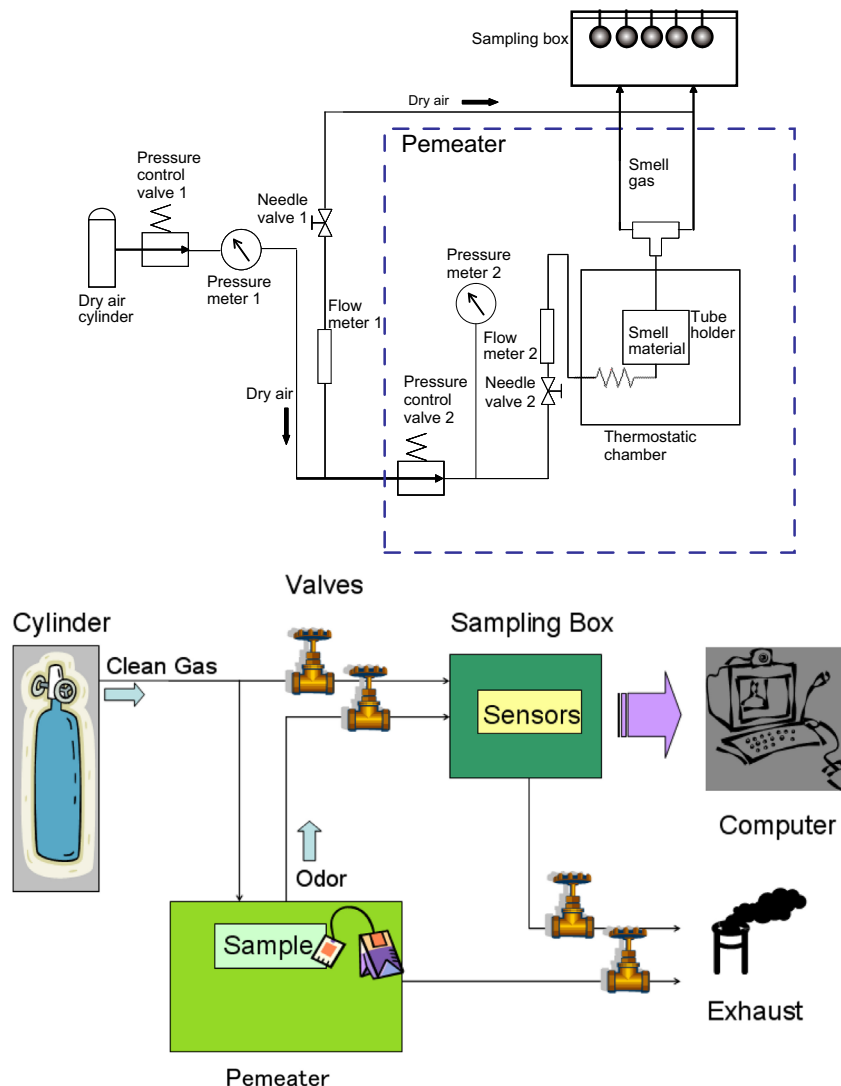 Sampling box
Dry air
Pemeater
Pressure
control
valve 1
Smell
gas
Needle
valve 1
Pressure
meter 2
Pressure
meter 1
Dry air
cylinder
Flow
meter 1
Tube
holder
Smell
material
Flow
meter 2
Dry air
Pressure
control
valve 2
Needle
valve 2
Thermostatic
chamber
Valves
Cylinder
Sampling Box
Clean Gas
Sensors
Computer
Odor
Sample
Exhaust
Pemeater